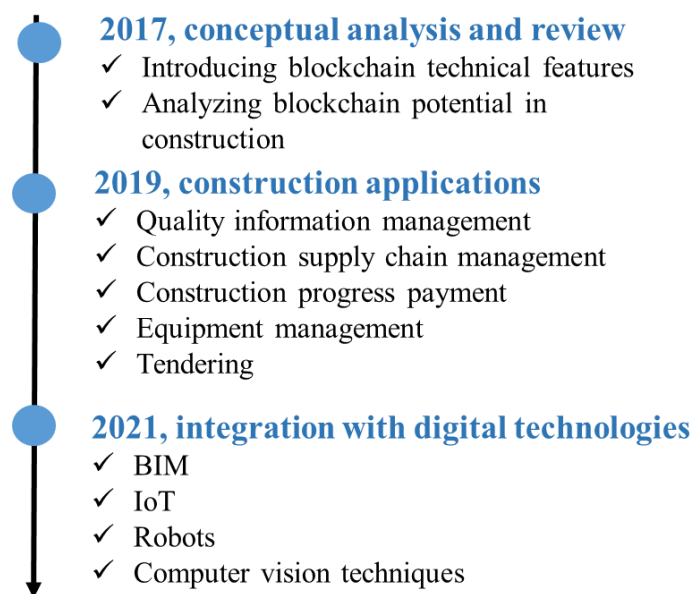 2017, conceptual analysis and review
✓ Introducing blockchain technical features
✓ Analyzing blockchain potential in
construction
2019, construction applications
✓ Quality information management
✓ Construction supply chain management
✓ Construction progress payment
✓ Equipment management
✓ Tendering
2021, integration with digital technologies
✓ BIM
✓ IoT
✓ Robots
✓ Computer vision techniques